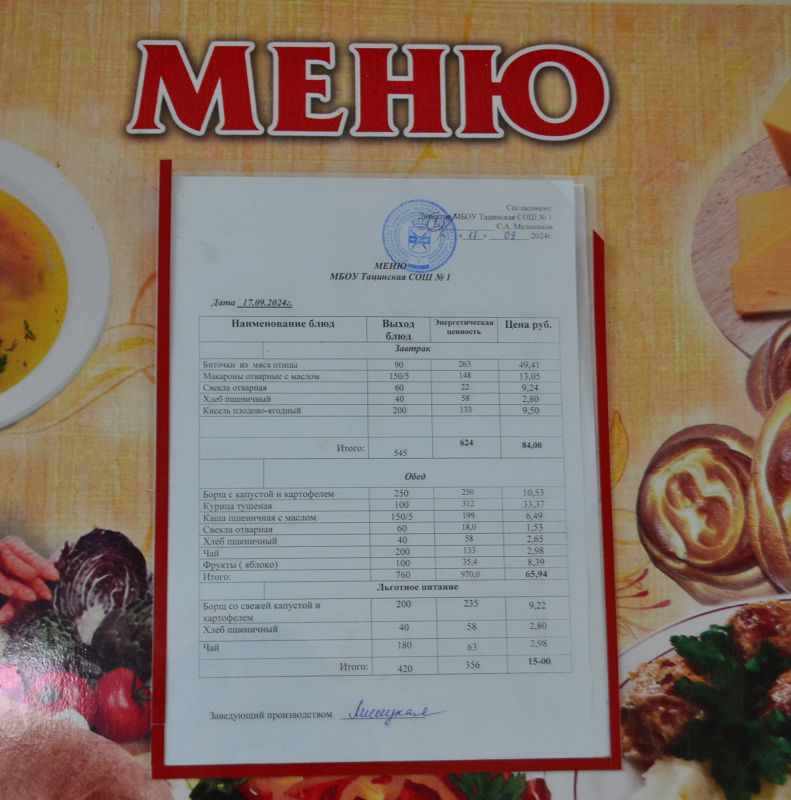 МЕНЮ
Согласовано:
Директор МБОУ Тацинская СОШ № 1
С.А. Мельников
« 17 » 09 2024г.
МЕНЮ
МБОУ Тацинская СОШ № 1
Дата 17.09.2024г.
Наименование блюд Выход блюд Энергетическая ценность Цена руб.
Завтрак
Биточки из мяса птицы 90 263 49,41
Макароны отварные с маслом 150/5 148 13,05
Свекла отварная 60 22 9,24
Хлеб пшеничный 40 58 2,80
Кисель плодово-ягодный 200 133 9,50
Итого: 545 624 84,00
Обед
Борщ с капустой и картофелем 250 250 10,53
Курица тушеная 100 312 33,37
Каша пшеничная с маслом 150/5 199 6,49
Свекла отварная 60 18,0 1,53
Хлеб пшеничный 40 58 2,65
Чай 200 133 2,98
Фрукты ( яблоко) 100 35,4 8,39
Итого: 760 970,0 65,94
Льготное питание
Борщ со свежей капустой и картофелем 200 235 9,22
Хлеб пшеничный 40 58 2,80
Чай 180 63 2,98
Итого: 420 356 15-00
Заведующий производством